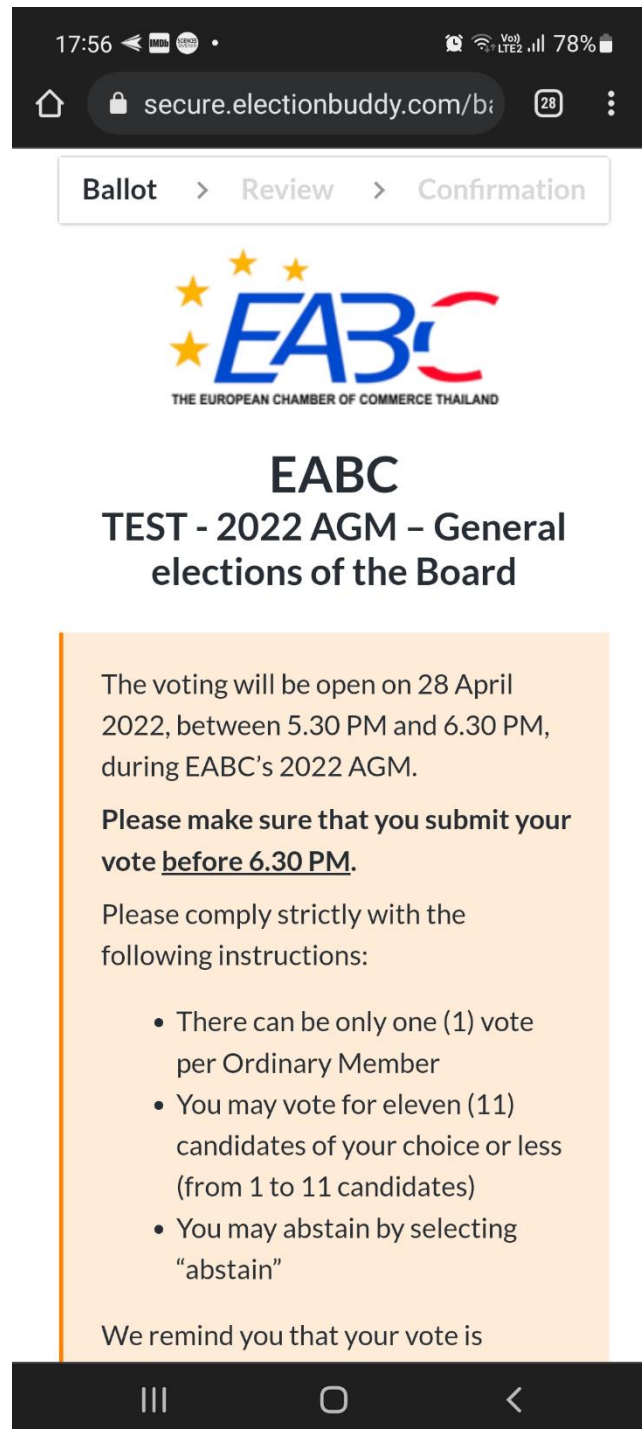 17:56 IMDb SCIENCES AVENIR • Vo)) LTE2 78%
secure.electionbuddy.com/ba 28
Ballot > Review > Confirmation
EABC
THE EUROPEAN CHAMBER OF COMMERCE THAILAND
EABC
TEST - 2022 AGM – General
elections of the Board
The voting will be open on 28 April
2022, between 5.30 PM and 6.30 PM,
during EABC’s 2022 AGM.
Please make sure that you submit your
vote before 6.30 PM.
Please comply strictly with the
following instructions:
• There can be only one (1) vote
per Ordinary Member
• You may vote for eleven (11)
candidates of your choice or less
(from 1 to 11 candidates)
• You may abstain by selecting
“abstain”
We remind you that your vote is